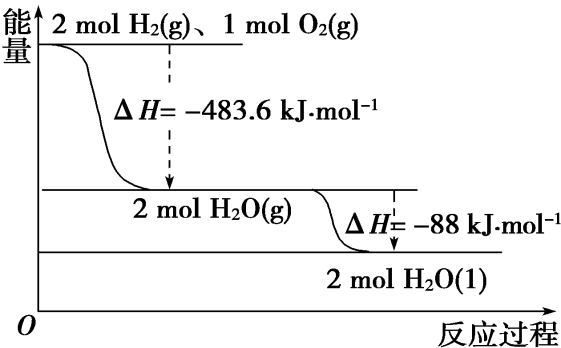 能量
2 mol H₂(g)、1 mol O₂(g)
ΔH= −483.6 kJ·mol⁻¹
2 mol H₂O(g)
ΔH= −88 kJ·mol⁻¹
2 mol H₂O(1)
O
反应过程